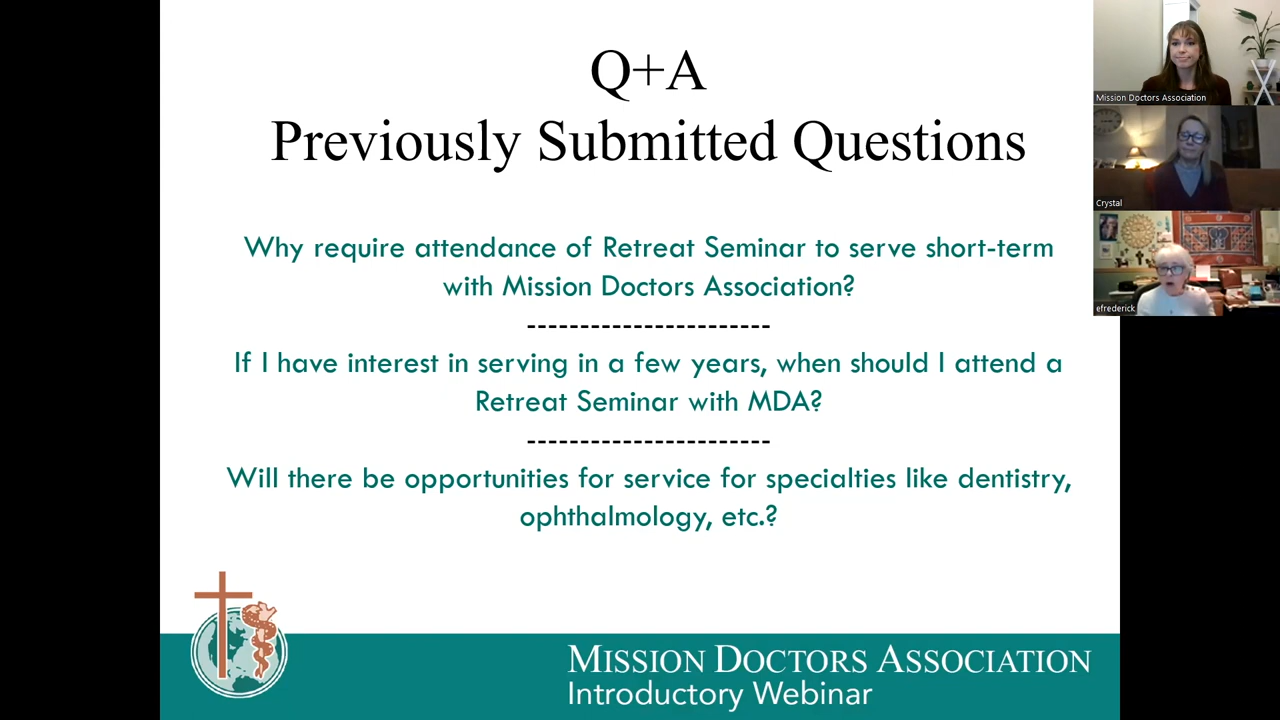 Q+A
Previously Submitted Questions
Why require attendance of Retreat Seminar to serve short-term
with Mission Doctors Association?
-----------------------
If I have interest in serving in a few years, when should I attend a
Retreat Seminar with MDA?
-----------------------
Will there be opportunities for service for specialties like dentistry,
ophthalmology, etc.?
MISSION DOCTORS ASSOCIATION
Introductory Webinar
Mission Doctors Association
Crystal
efrederick